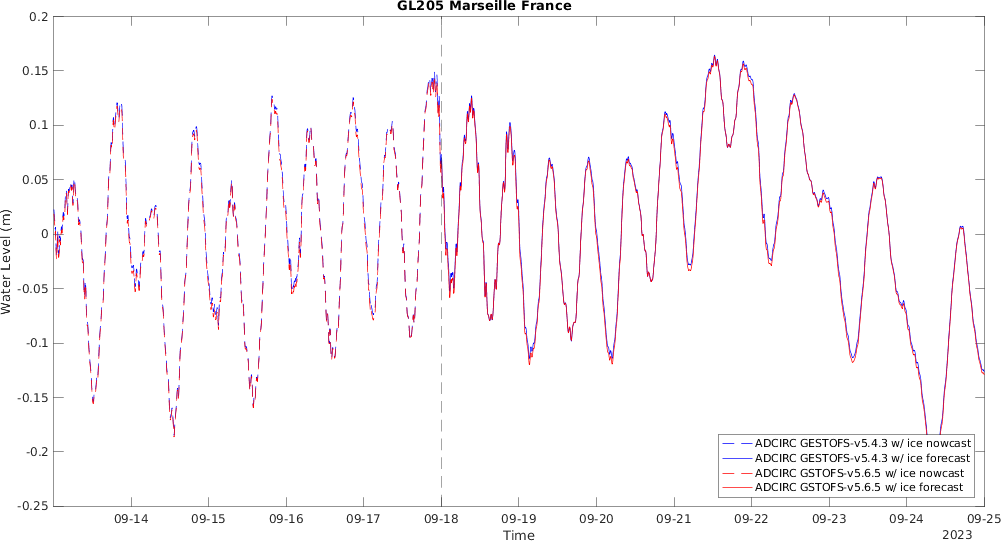 GL205 Marseille France
0.2
0.15
0.1
0.05
0
-0.05
-0.1
-0.15
-0.2
-0.25
Water Level (m)
ADCIRC GESTOFS-v5.4.3 w/ ice nowcast
ADCIRC GESTOFS-v5.4.3 w/ ice forecast
ADCIRC GSTOFS-v5.6.5 w/ ice nowcast
ADCIRC GSTOFS-v5.6.5 w/ ice forecast
09-14 09-15 09-16 09-17 09-18 09-19 09-20 09-21 09-22 09-23 09-24 09-25
Time
2023